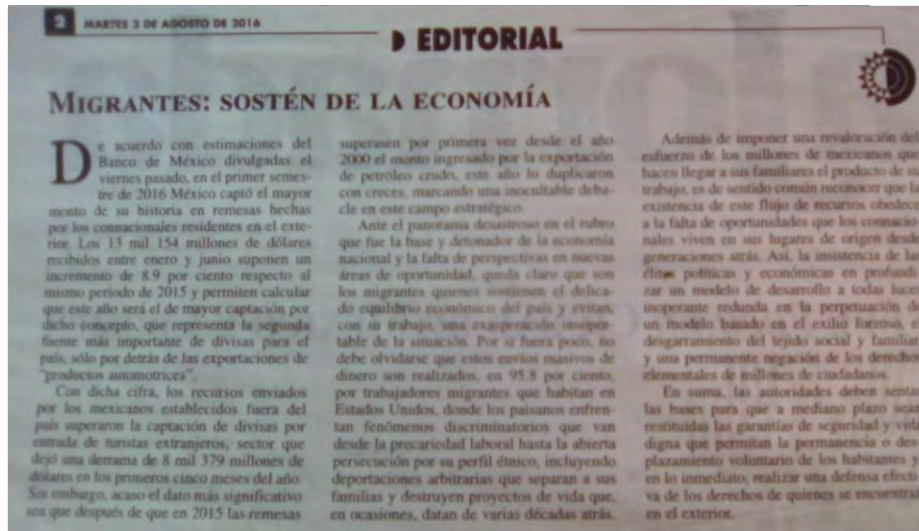 2
MARTES 2 DE AGOSTO DE 2016
EDITORIAL
MIGRANTES: SOSTÉN DE LA ECONOMÍA
De acuerdo con estimaciones del
Banco de México divulgadas el
viernes pasado, en el primer semes-
tre de 2016 México captó el mayor
monto de su historia en remesas hechas
por los connacionales residentes en el exte-
rior. Los 13 mil 154 millones de dólares
recibidos entre enero y junio suponen un
incremento de 8.9 por ciento respecto al
mismo periodo de 2015 y permiten calcular
que este año será el de mayor captación por
dicho concepto, que representa la segunda
fuente más importante de divisas para el
país, sólo por detrás de las exportaciones de
"productos automotrices".
Con dicha cifra, los recursos enviados
por los mexicanos establecidos fuera del
país superaron la captación de divisas por
entrada de turistas extranjeros, sector que
dejó una derrama de 8 mil 379 millones de
dólares en los primeros cinco meses del año.
Sin embargo, acaso el dato más significativo
sea que después de que en 2015 las remesas
superasen por primera vez desde el año
2000 el monto ingresado por la exportación
de petróleo crudo, este año lo duplicaron
con creces, marcando una inocultable deba-
cle en este campo estratégico.
Ante el panorama desastroso en el rubro
que fue la base y detonador de la economía
nacional y la falta de perspectivas en nuevas
áreas de oportunidad, queda claro que son
los migrantes quienes sostienen el delica-
do equilibrio económico del país y evitan,
con su trabajo, una exasperación insopor-
table de la situación. Por si fuera poco, no
debe olvidarse que estos envíos masivos de
dinero son realizados, en 95.8 por ciento,
por trabajadores migrantes que habitan en
Estados Unidos, donde los paisanos enfren-
tan fenómenos discriminatorios que van
desde la precariedad laboral hasta la abierta
persecución por su perfil étnico, incluyendo
deportaciones arbitrarias que separan a sus
familias y destruyen proyectos de vida que,
en ocasiones, datan de varias décadas atrás.
Además de imponer una revaloración del
esfuerzo de los millones de mexicanos que
hacen llegar a sus familiares el producto de su
trabajo, es de sentido común reconocer que la
existencia de este flujo de recursos obedece
a la falta de oportunidades que los connacio-
nales viven en sus lugares de origen desde
generaciones atrás. Así, la insistencia de las
élites políticas y económicas en profundi-
zar un modelo de desarrollo a todas luces
inoperante redunda en la perpetuación de
un modelo basado en el exilio forzoso, el
desgarramiento del tejido social y familiar
y una permanente negación de los derechos
elementales de millones de ciudadanos.
En suma, las autoridades deben sentar
las bases para que a mediano plazo sean
restituidas las garantías de seguridad y vida
digna que permitan la permanencia o des-
plazamiento voluntario de los habitantes y,
en lo inmediato, realizar una defensa efecti-
va de los derechos de quienes se encuentran
en el exterior.